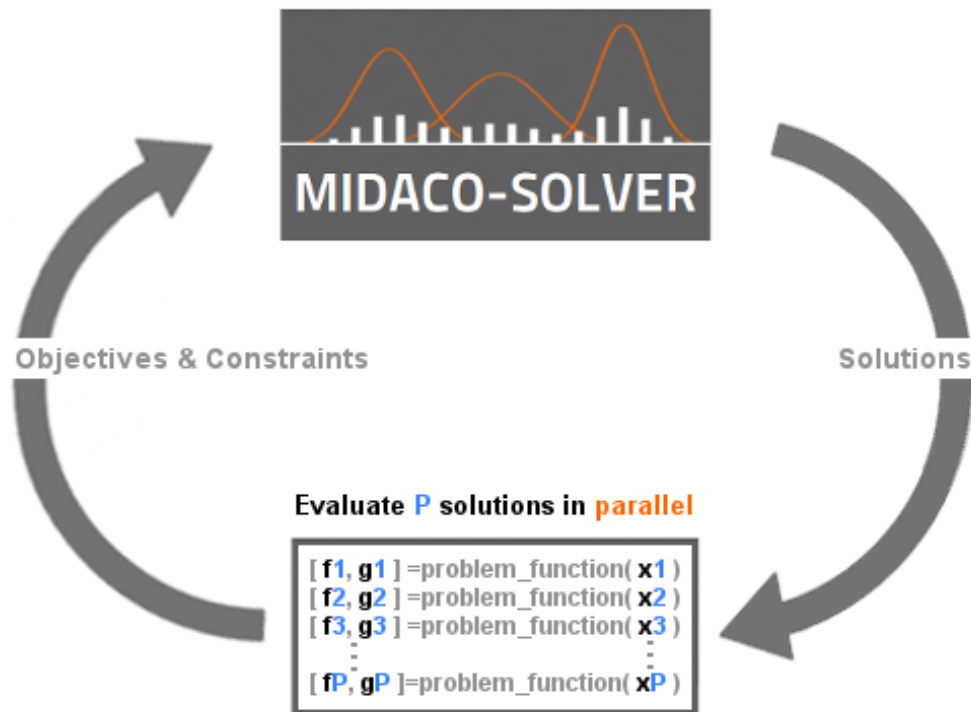 MIDACO-SOLVER
Objectives & Constraints
Solutions
Evaluate P solutions in parallel
[ f1, g1 ] =problem_function( x1 )
[ f2, g2 ] =problem_function( x2 )
[ f3, g3 ] =problem_function( x3 )
[ fP, gP ]=problem_function( xP )